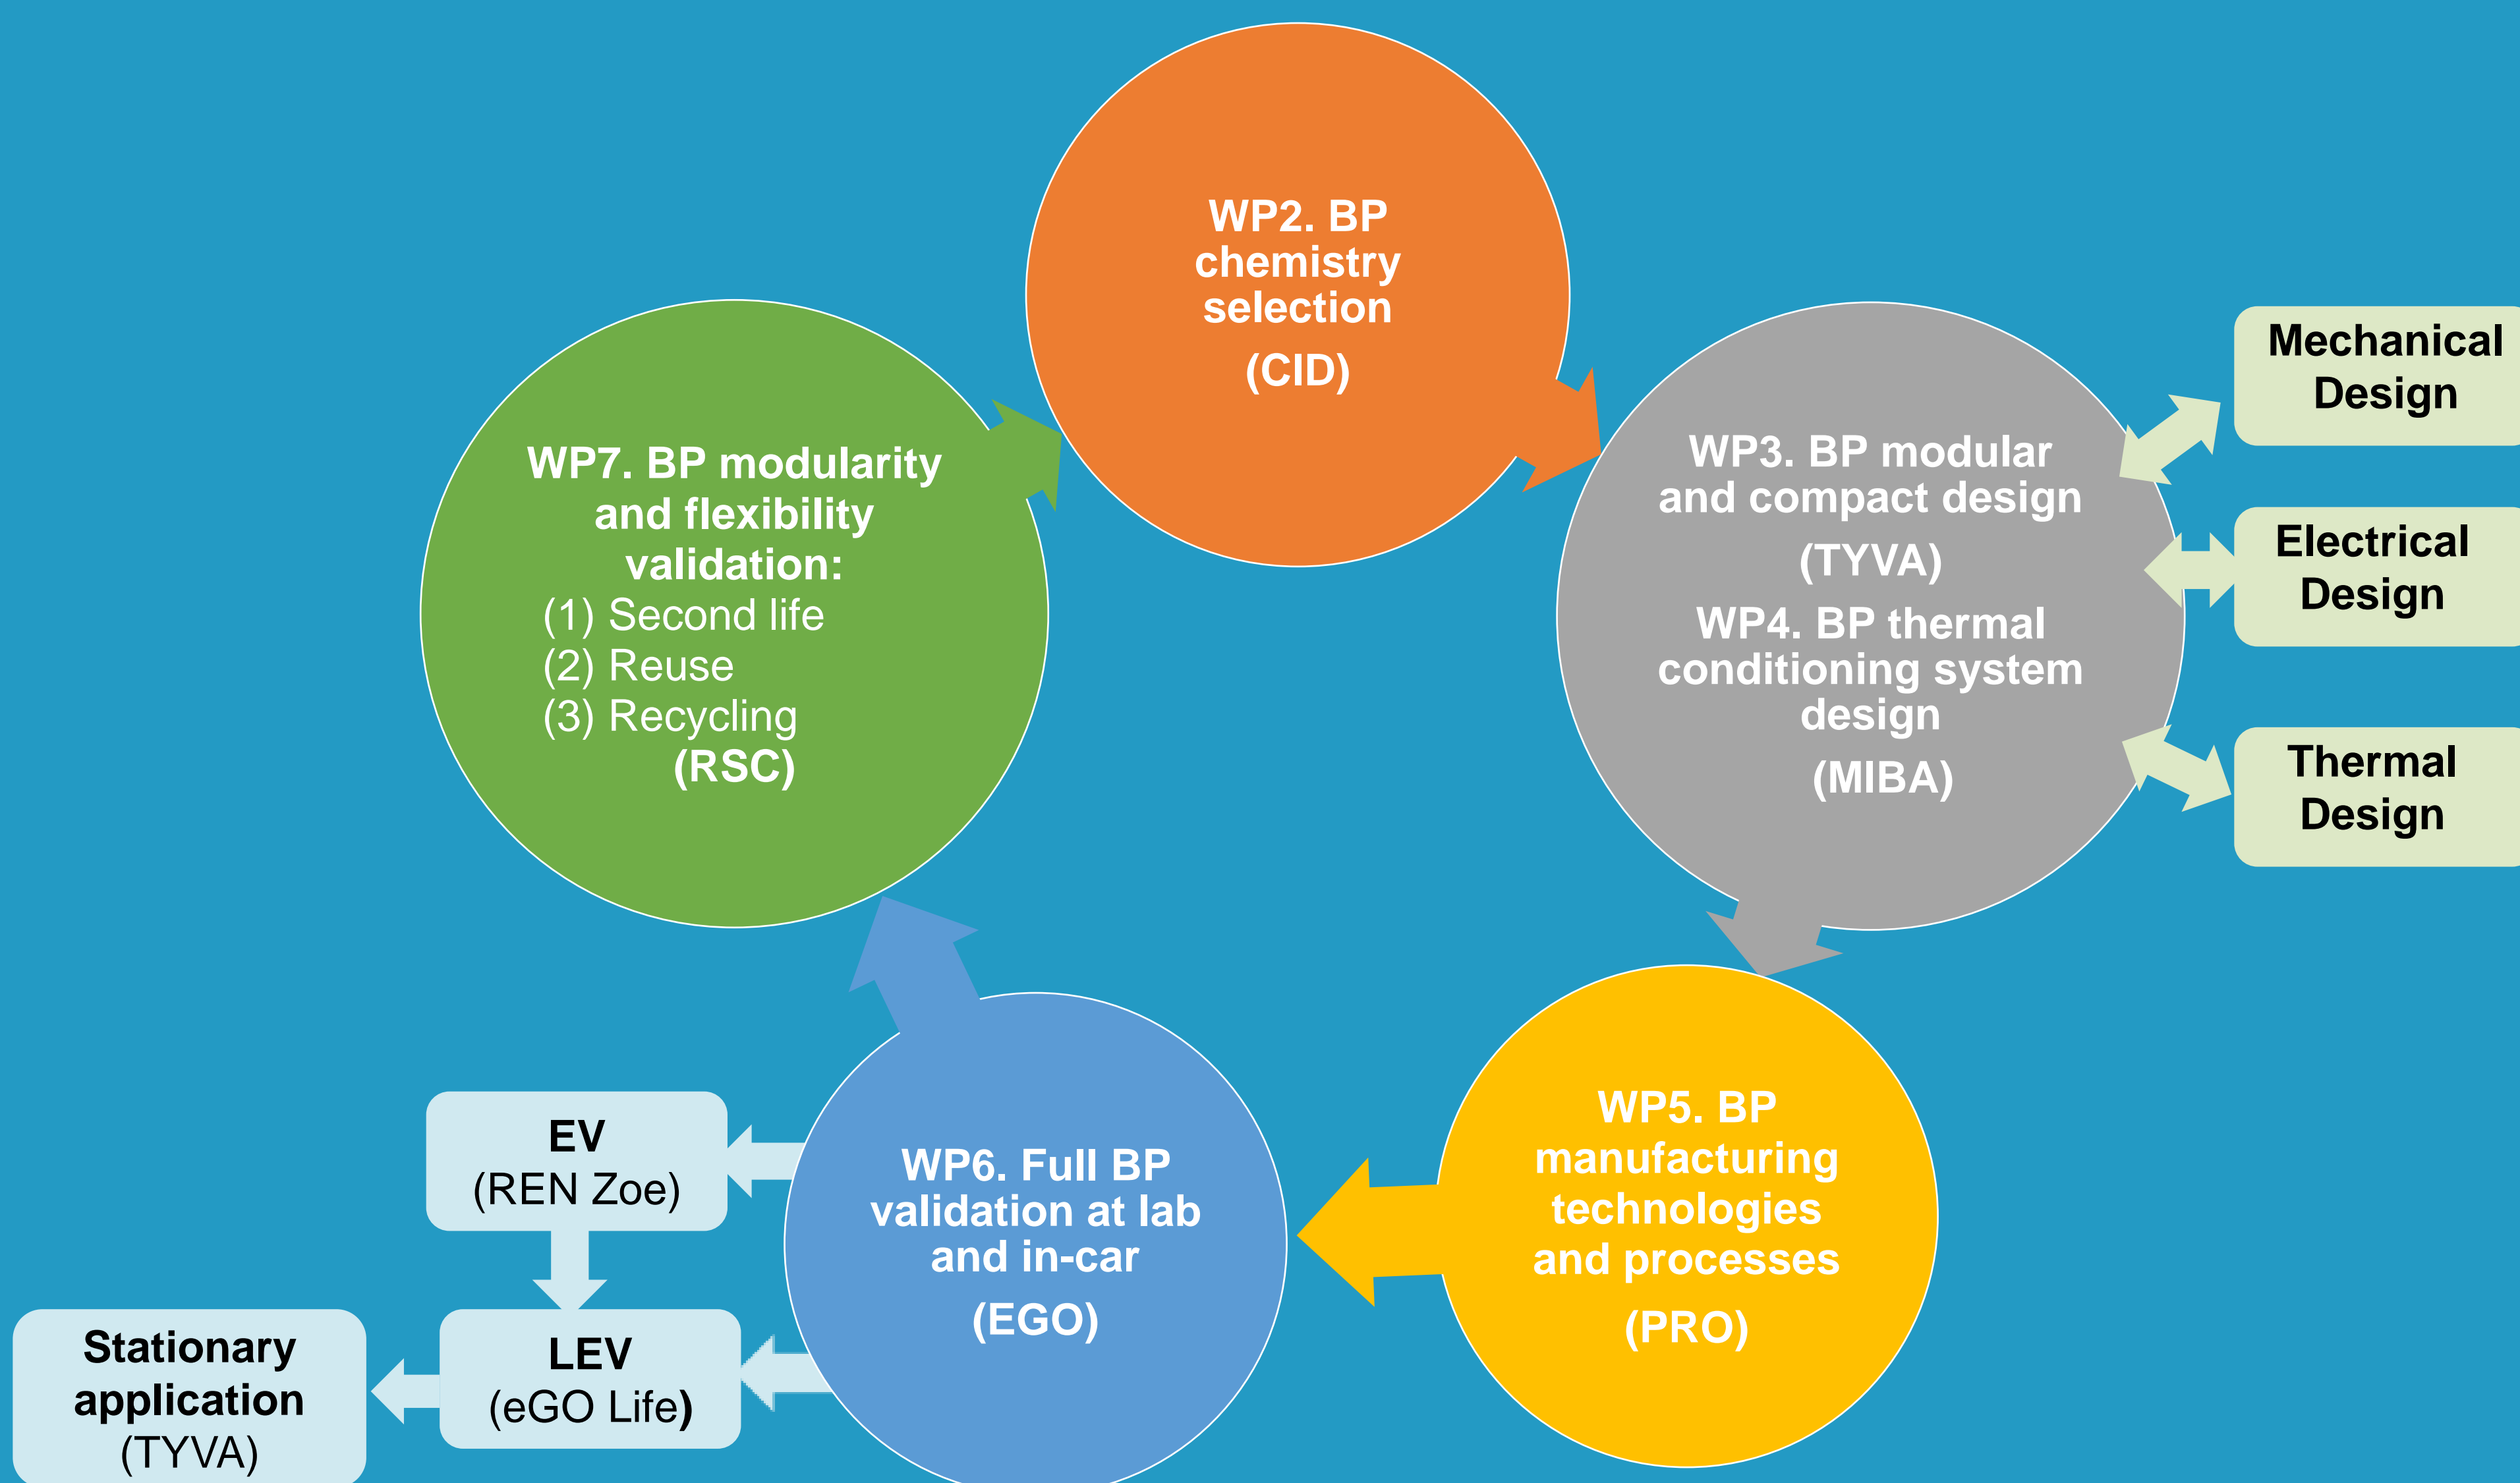 WP2. BP
chemistry
selection
(CID)
WP3. BP modular
and compact design
(TYVA)
WP4. BP thermal
conditioning system
design
(MIBA)
Mechanical
Design
Electrical
Design
Thermal
Design
WP5. BP
manufacturing
technologies
and processes
(PRO)
WP6. Full BP
validation at lab
and in-car
(EGO)
EV
(REN Zoe)
LEV
(eGO Life)
Stationary
application
(TYVA)
WP7. BP modularity
and flexibility
validation:
(1) Second life
(2) Reuse
(3) Recycling
(RSC)